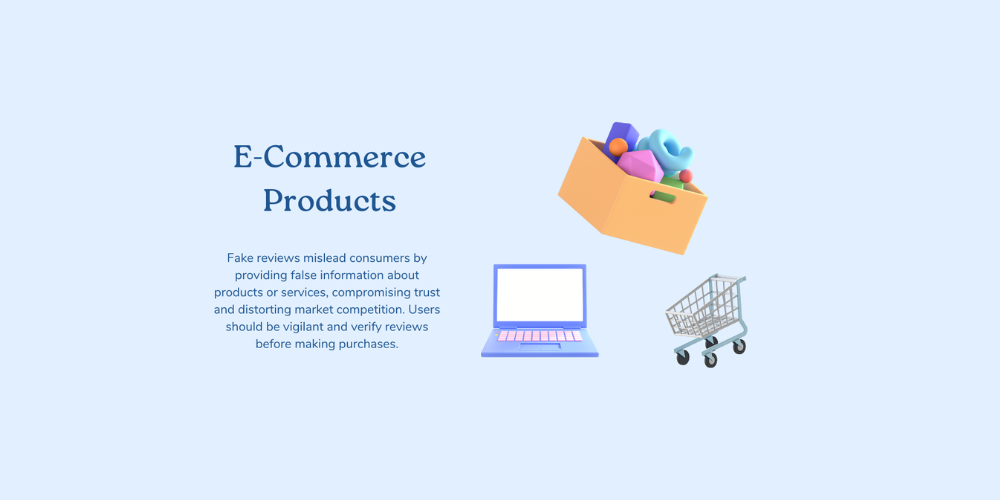 E-Commerce
Products
Fake reviews mislead consumers by
providing false information about
products or services, compromising trust
and distorting market competition. Users
should be vigilant and verify reviews
before making purchases.